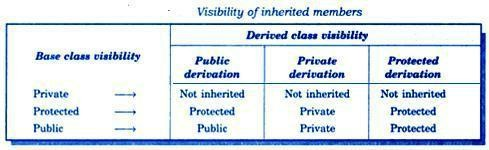 Visibility of inherited members
Base class visibility
Derived class visibility
Public derivation
Private derivation
Protected derivation
Private → Not inherited Not inherited Not inherited
Protected → Protected Private Protected
Public → Public Private Protected